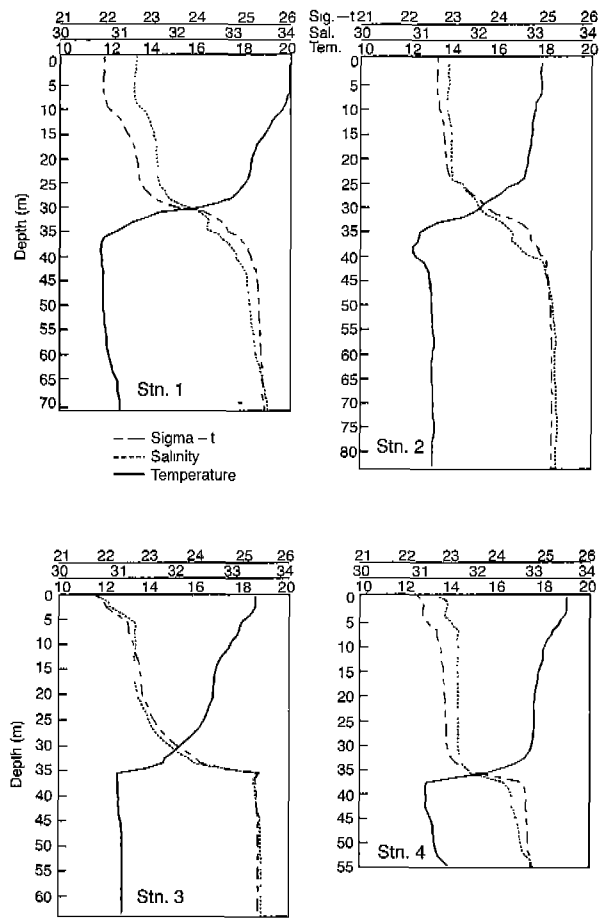 Sig.-t 21 22 23 24 25 26
Sal. 30 31 32 33 34
Tem. 10 12 14 16 18 20
21 22 23 24 25 26
30 31 32 33 34
10 12 14 16 18 20
0
5
10
15
20
25
30
35
40
45
50
55
60
65
70
Depth (m)
Stn. 1
0
5
10
15
20
25
30
35
40
45
50
55
60
65
70
75
80
Stn. 2
Sigma – t
Salinity
Temperature
21 22 23 24 25 26
30 31 32 33 34
10 12 14 16 18 20
0
5
10
15
20
25
30
35
40
45
50
55
60
Depth (m)
Stn. 3
21 22 23 24 25 26
30 31 32 33 34
10 12 14 16 18 20
0
5
10
15
20
25
30
35
40
45
50
55
Stn. 4